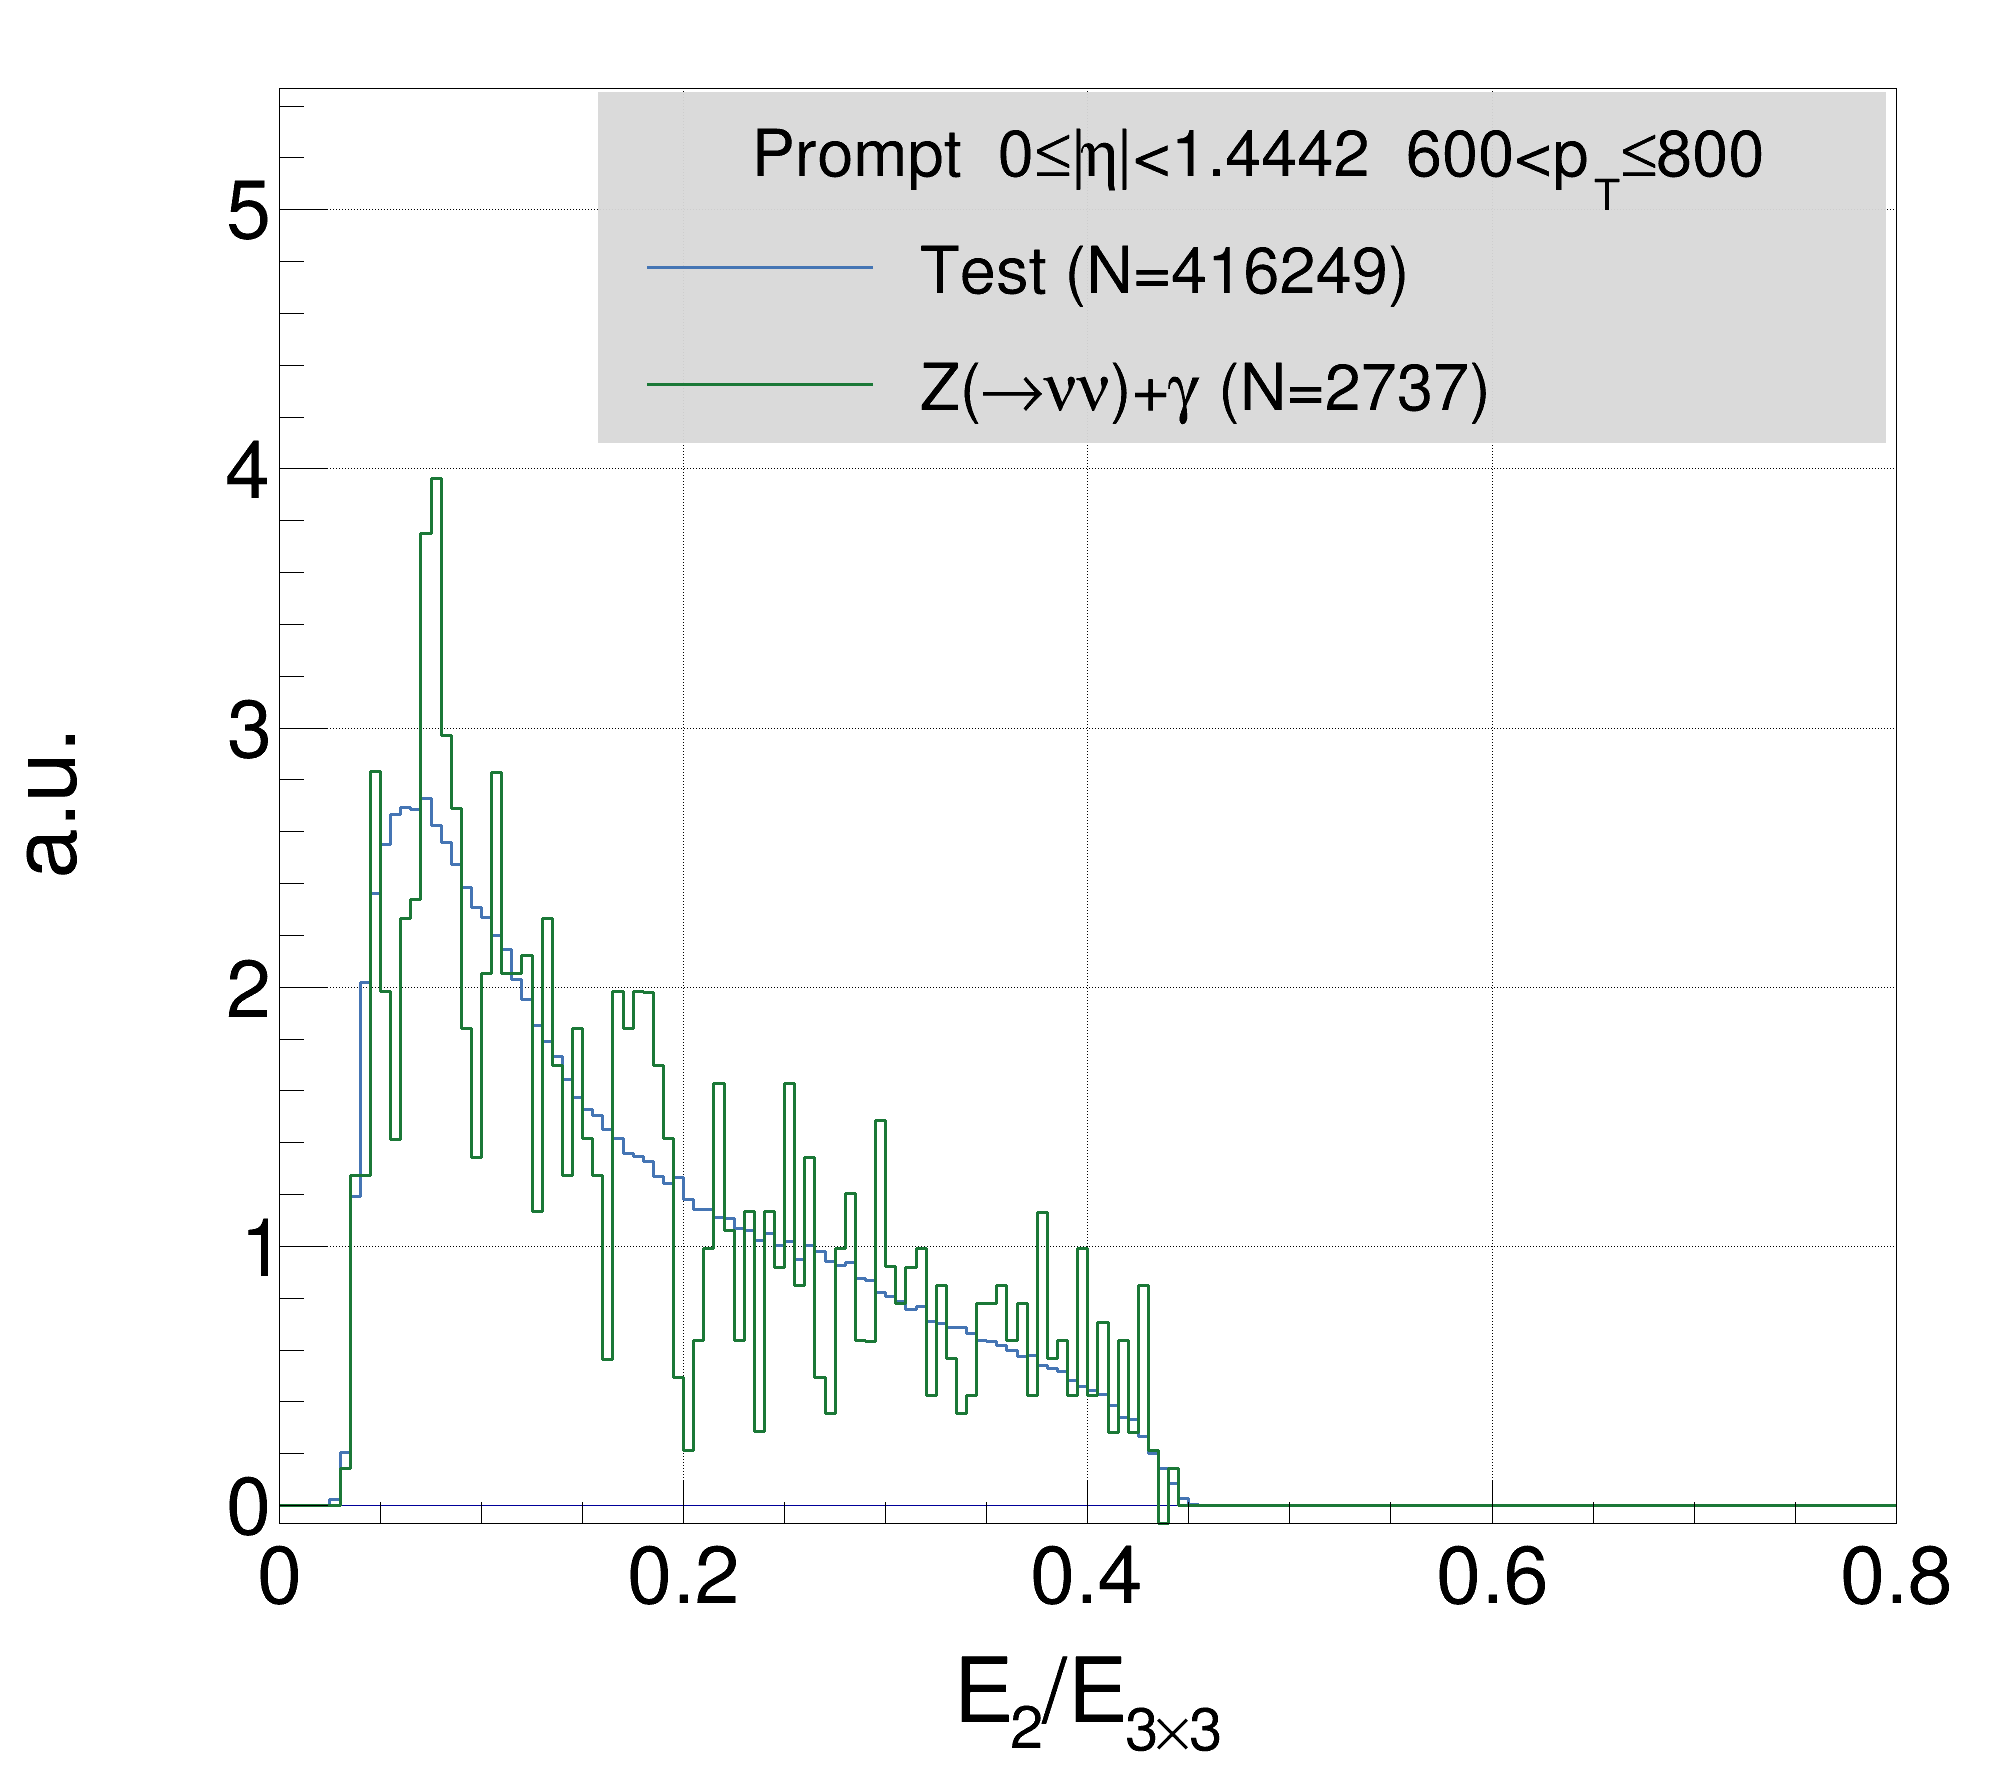 Prompt 0≤|η|<1.4442 600<p_T≤800
Test (N=416249)
Z(→νν)+γ (N=2737)
5
4
3
2
1
0
a.u.
0 0.2 0.4 0.6 0.8
E_2/E_3×3